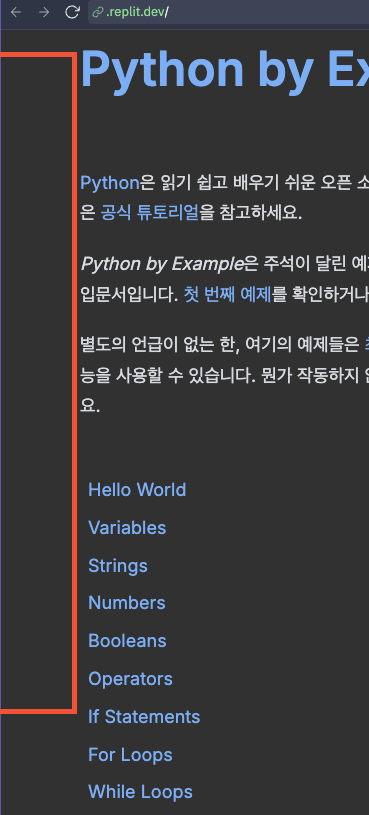 .replit.dev/
Python by Ex
Python은 읽기 쉽고 배우기 쉬운 오픈 소
은 공식 튜토리얼을 참고하세요.
Python by Example은 주석이 달린 예
입문서입니다. 첫 번째 예제를 확인하거나
별도의 언급이 없는 한, 여기의 예제들은
능을 사용할 수 있습니다. 뭔가 작동하지 않
요.
Hello World
Variables
Strings
Numbers
Booleans
Operators
If Statements
For Loops
While Loops